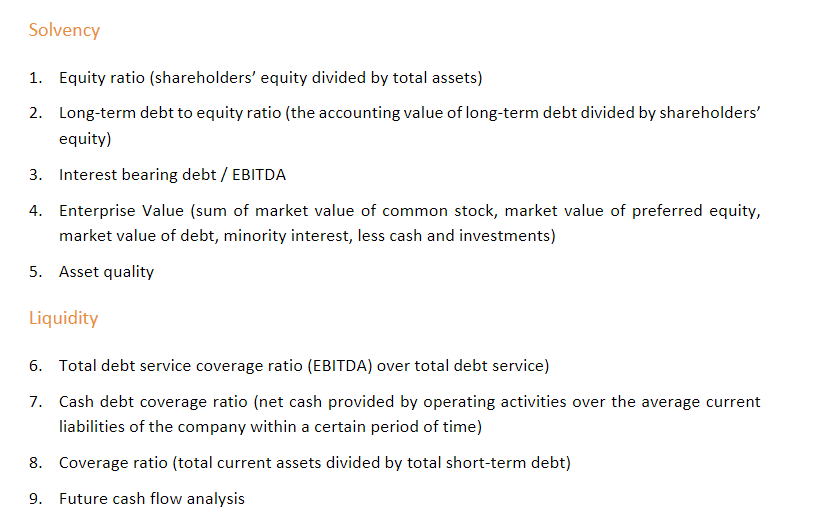 Solvency
1. Equity ratio (shareholders’ equity divided by total assets)
2. Long-term debt to equity ratio (the accounting value of long-term debt divided by shareholders’
equity)
3. Interest bearing debt / EBITDA
4. Enterprise Value (sum of market value of common stock, market value of preferred equity,
market value of debt, minority interest, less cash and investments)
5. Asset quality
Liquidity
6. Total debt service coverage ratio (EBITDA) over total debt service)
7. Cash debt coverage ratio (net cash provided by operating activities over the average current
liabilities of the company within a certain period of time)
8. Coverage ratio (total current assets divided by total short-term debt)
9. Future cash flow analysis